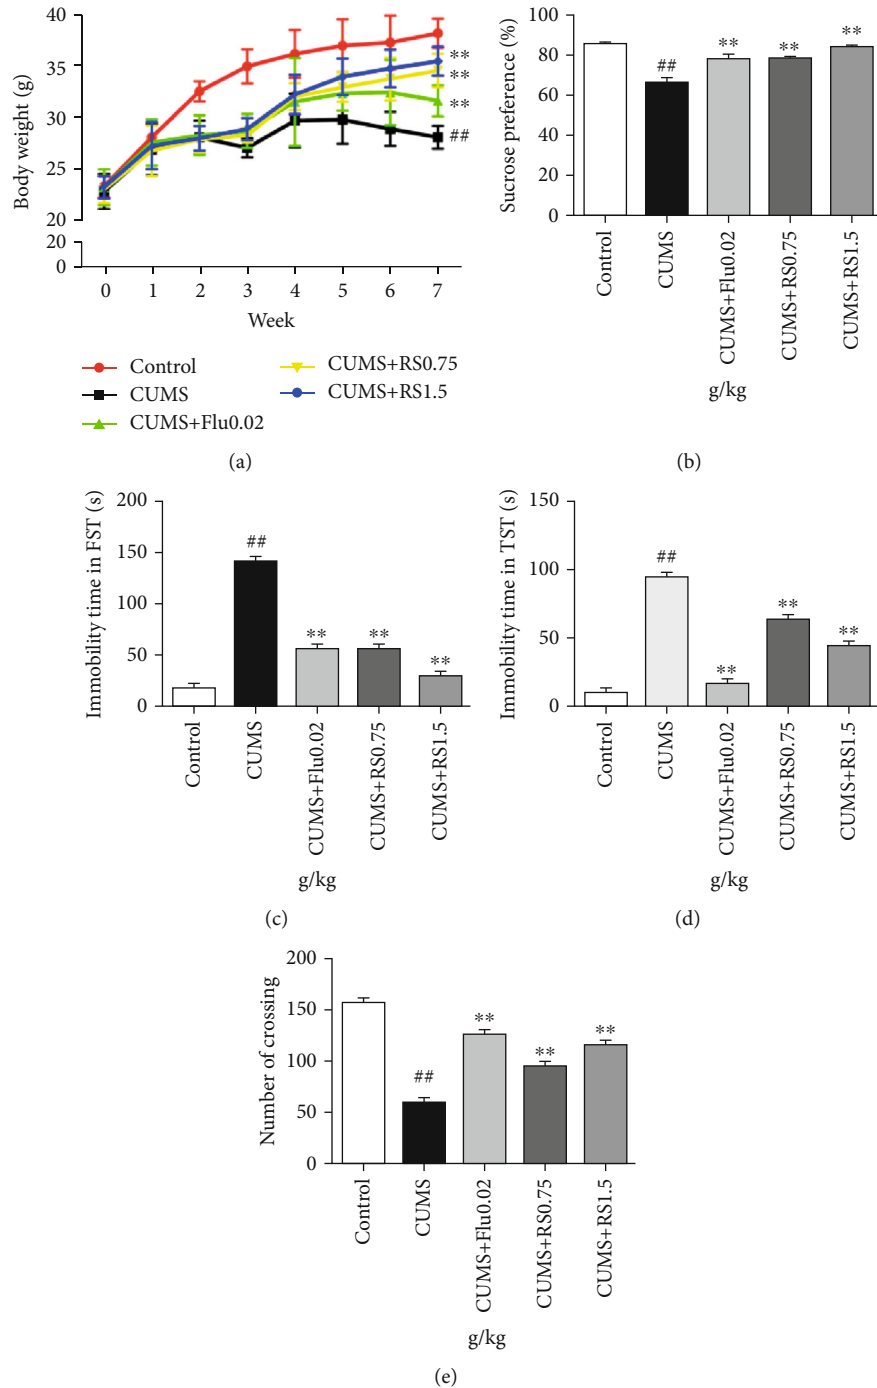 Body weight (g)
40
35
30
25
20
20
0
0 1 2 3 4 5 6 7
Week
**
**
**
##
Control
CUMS
CUMS+Flu0.02
CUMS+RS0.75
CUMS+RS1.5
(a)
Sucrose preference (%)
100
80
60
40
20
0
##
**
**
**
Control
CUMS
CUMS+Flu0.02
CUMS+RS0.75
CUMS+RS1.5
g/kg
(b)
Immobility time in FST (s)
200
150
100
50
0
##
**
**
**
Control
CUMS
CUMS+Flu0.02
CUMS+RS0.75
CUMS+RS1.5
g/kg
(c)
Immobility time in TST (s)
150
100
50
0
##
**
**
**
Control
CUMS
CUMS+Flu0.02
CUMS+RS0.75
CUMS+RS1.5
g/kg
(d)
Number of crossing
200
150
100
50
0
##
**
**
**
Control
CUMS
CUMS+Flu0.02
CUMS+RS0.75
CUMS+RS1.5
g/kg
(e)